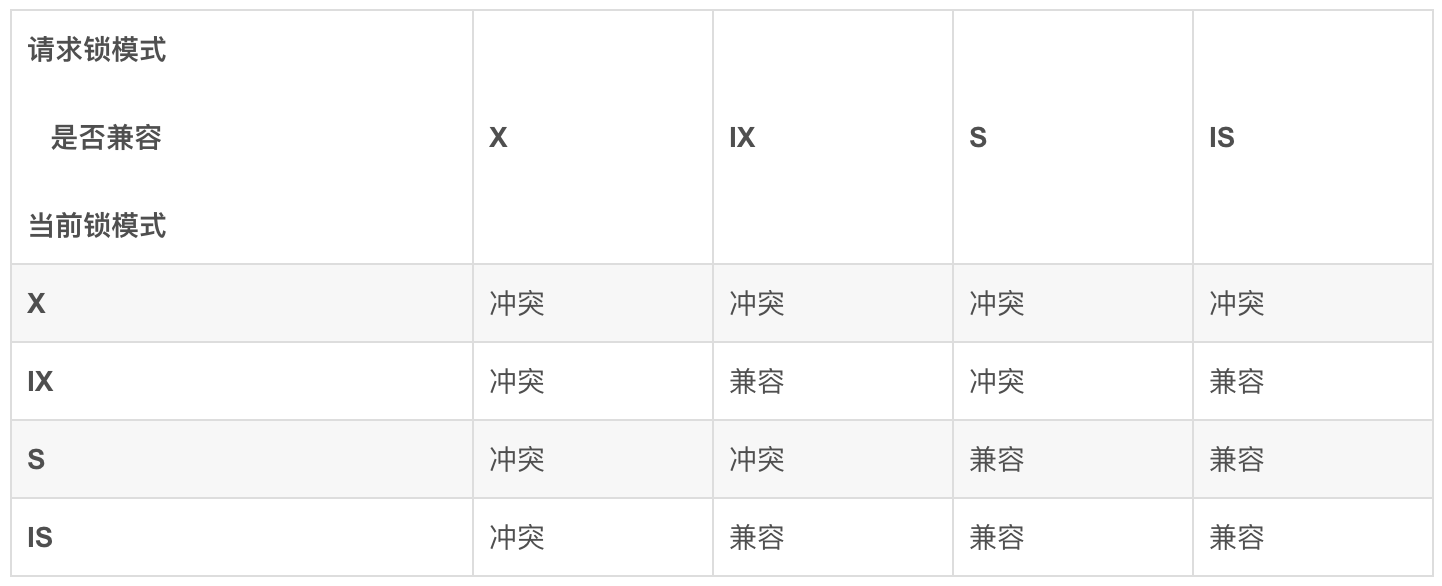 请求锁模式
是否兼容
当前锁模式
X IX S IS
X 冲突 冲突 冲突 冲突
IX 冲突 兼容 冲突 兼容
S 冲突 冲突 兼容 兼容
IS 冲突 兼容 兼容 兼容